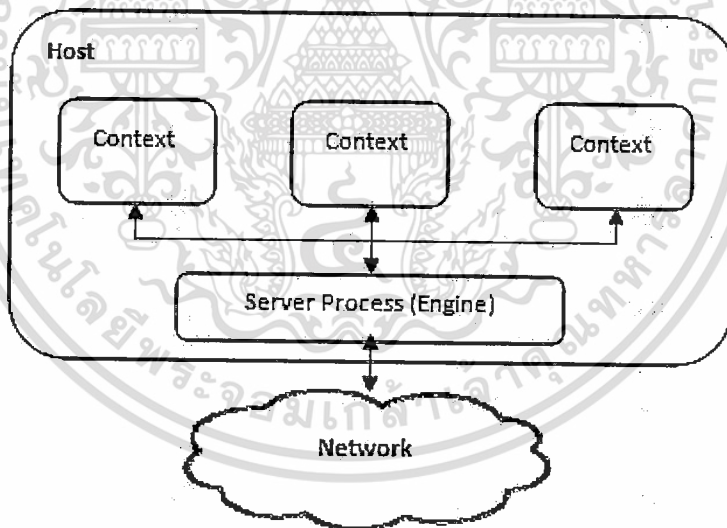 Host
Context
Context
Context
Server Process (Engine)
Network